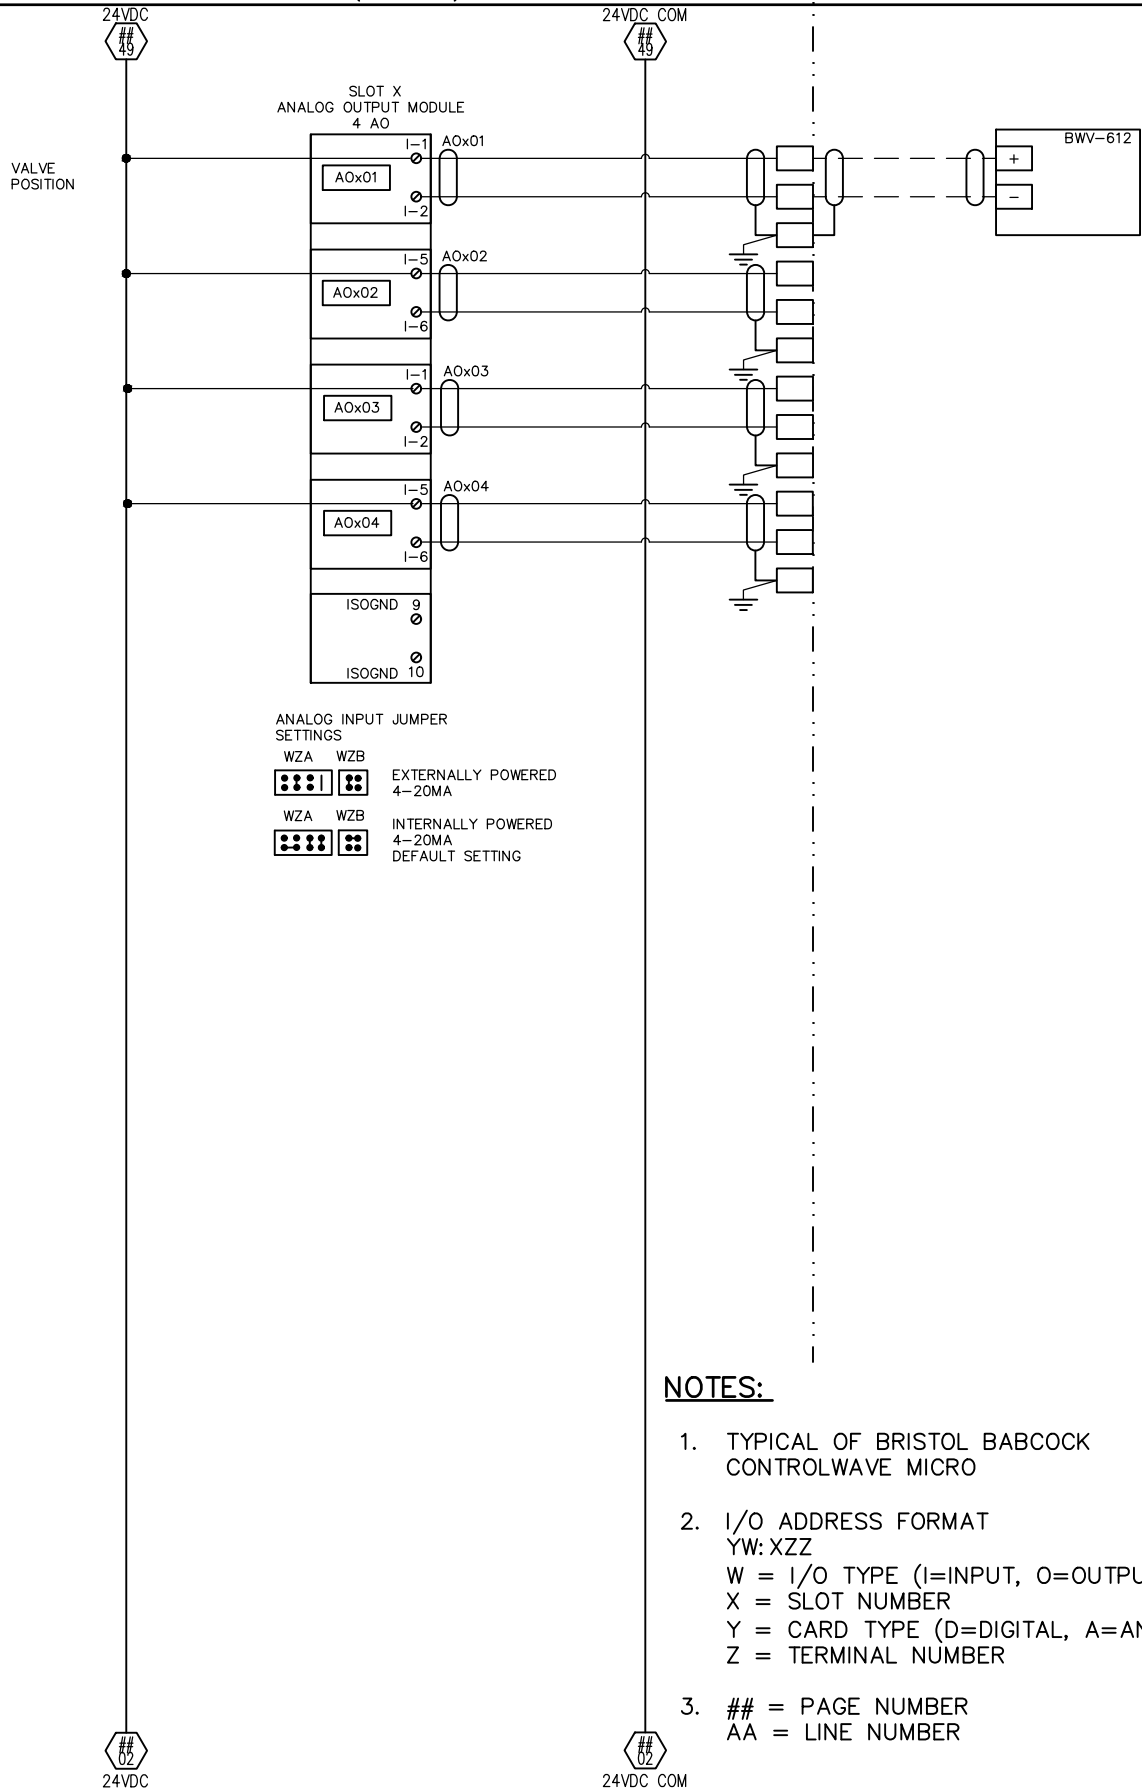 24VDC
##
49
24VDC COM
##
49
SLOT X
ANALOG OUTPUT MODULE
4 AO
VALVE
POSITION
I-1
AOx01
AOx01
I-2
BWV-612
+
-
I-5
AOx02
AOx02
I-6
I-1
AOx03
AOx03
I-2
I-5
AOx04
AOx04
I-6
ISOGND 9
ISOGND 10
ANALOG INPUT JUMPER
SETTINGS
WZA WZB
EXTERNALLY POWERED
4-20MA
WZA WZB
INTERNALLY POWERED
4-20MA
DEFAULT SETTING
NOTES:
1. TYPICAL OF BRISTOL BABCOCK
CONTROLWAVE MICRO
2. I/O ADDRESS FORMAT
YW:XZZ
W = I/O TYPE (I=INPUT, O=OUTPU
X = SLOT NUMBER
Y = CARD TYPE (D=DIGITAL, A=AN
Z = TERMINAL NUMBER
3. ## = PAGE NUMBER
AA = LINE NUMBER
##
02
24VDC
##
02
24VDC COM